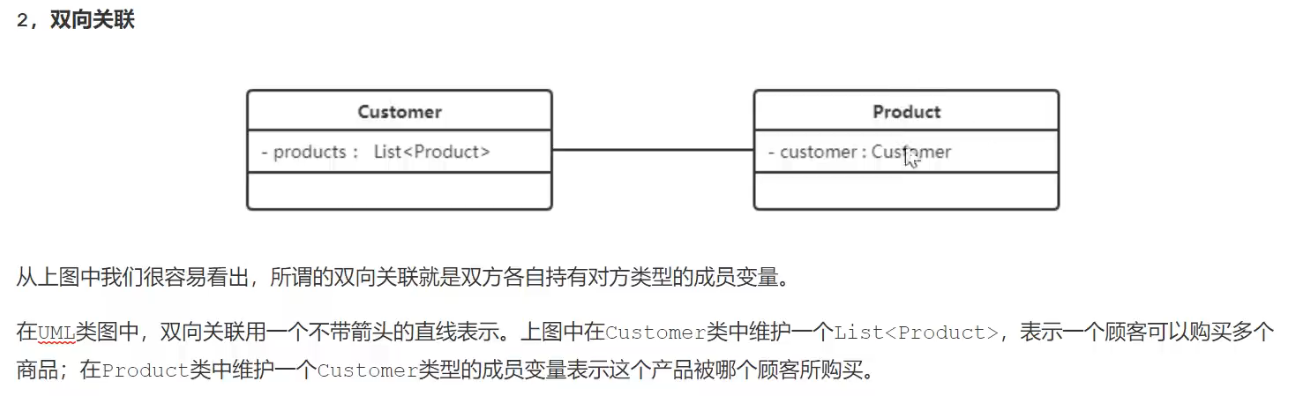 2，双向关联
Customer
- products : List<Product>
Product
- customer : Customer
从上图中我们很容易看出，所谓的双向关联就是双方各自持有对方类型的成员变量。
在UML类图中，双向关联用一个不带箭头的直线表示。上图中在Customer类中维护一个List<Product>，表示一个顾客可以购买多个
商品；在Product类中维护一个Customer类型的成员变量表示这个产品被哪个顾客所购买。